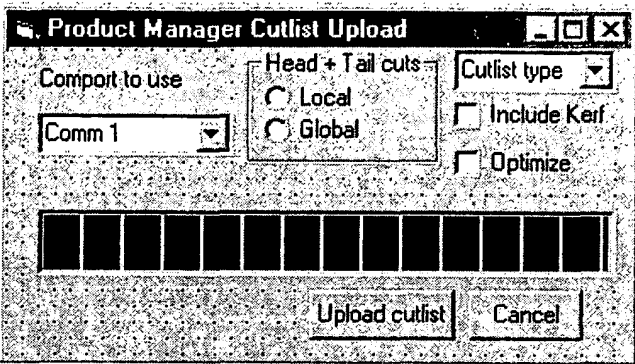 Product Manager Cutlist Upload
Comport to use
Comm 1
Head + Tail cuts
Local
Global
Cutlist type
Include Kerf
Optimize
Upload cutlist
Cancel